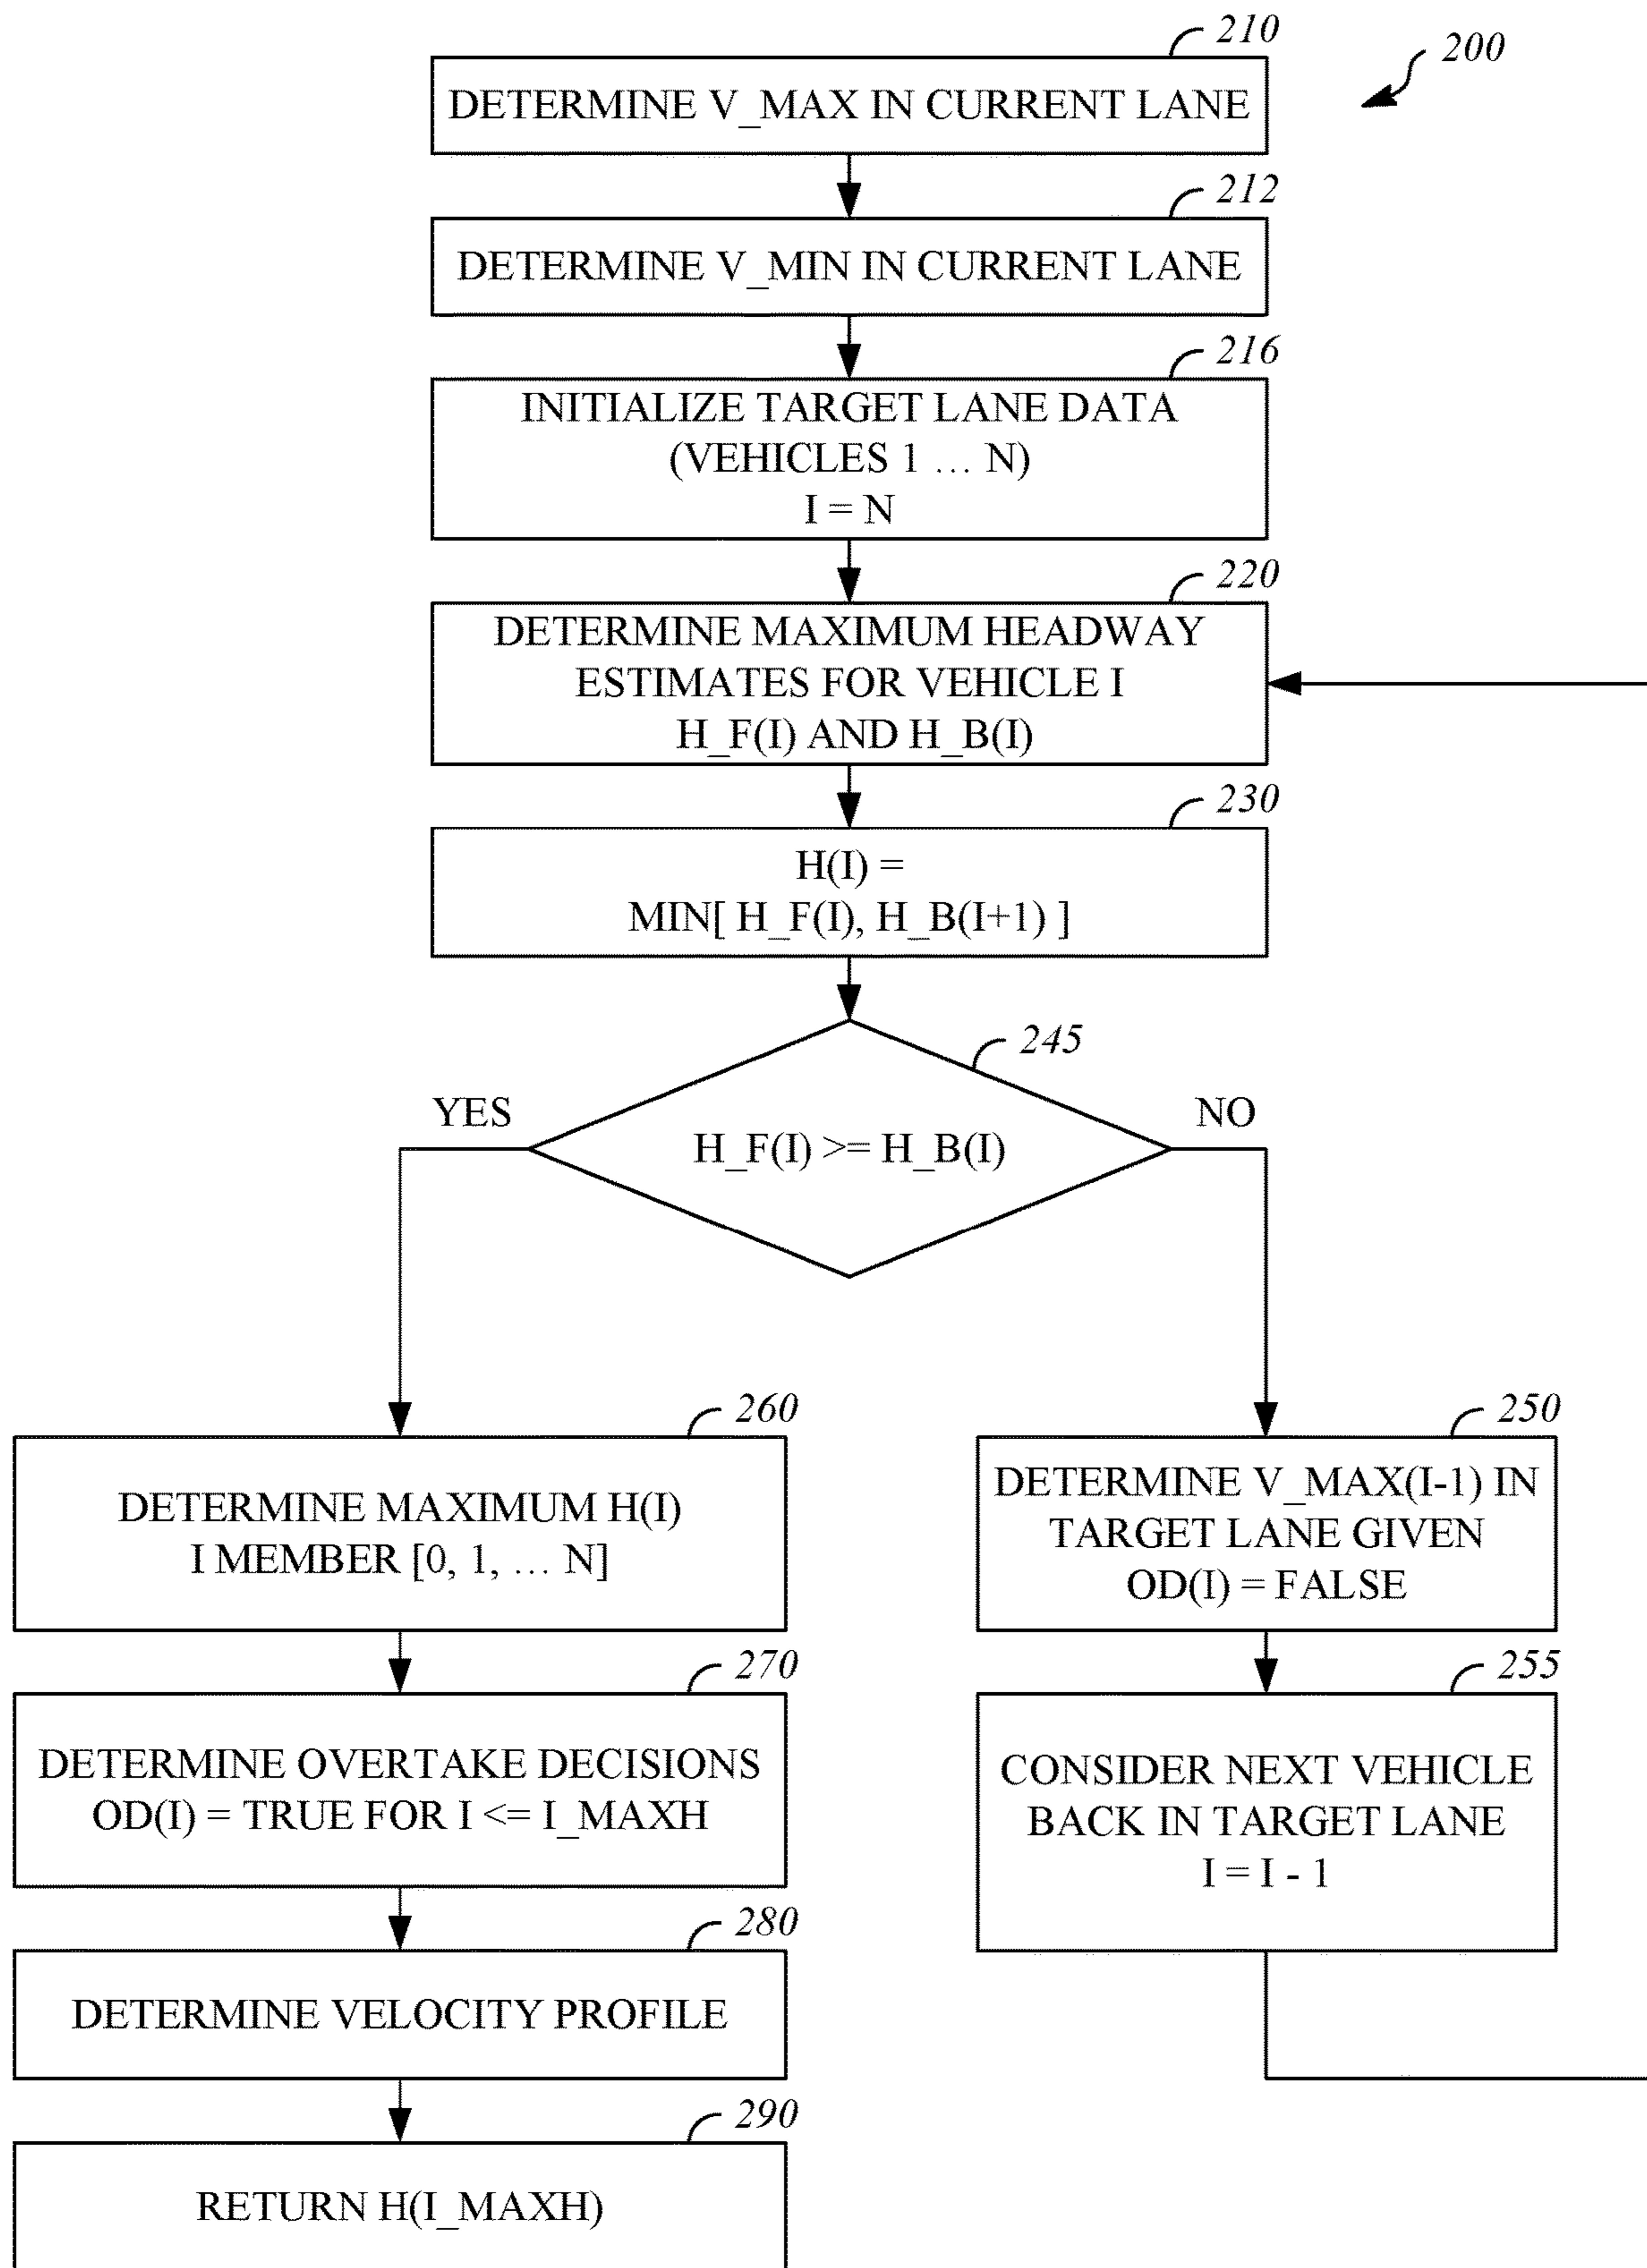 210
200
DETERMINE V_MAX IN CURRENT LANE
212
DETERMINE V_MIN IN CURRENT LANE
216
INITIALIZE TARGET LANE DATA
(VEHICLES 1 ... N)
I = N
220
DETERMINE MAXIMUM HEADWAY
ESTIMATES FOR VEHICLE I
H_F(I) AND H_B(I)
230
H(I) =
MIN[ H_F(I), H_B(I+1) ]
245
YES
NO
H_F(I) >= H_B(I)
260
DETERMINE MAXIMUM H(I)
I MEMBER [0, 1, ... N]
270
DETERMINE OVERTAKE DECISIONS
OD(I) = TRUE FOR I <= I_MAXH
280
DETERMINE VELOCITY PROFILE
290
RETURN H(I_MAXH)
250
DETERMINE V_MAX(I-1) IN
TARGET LANE GIVEN
OD(I) = FALSE
255
CONSIDER NEXT VEHICLE
BACK IN TARGET LANE
I = I - 1